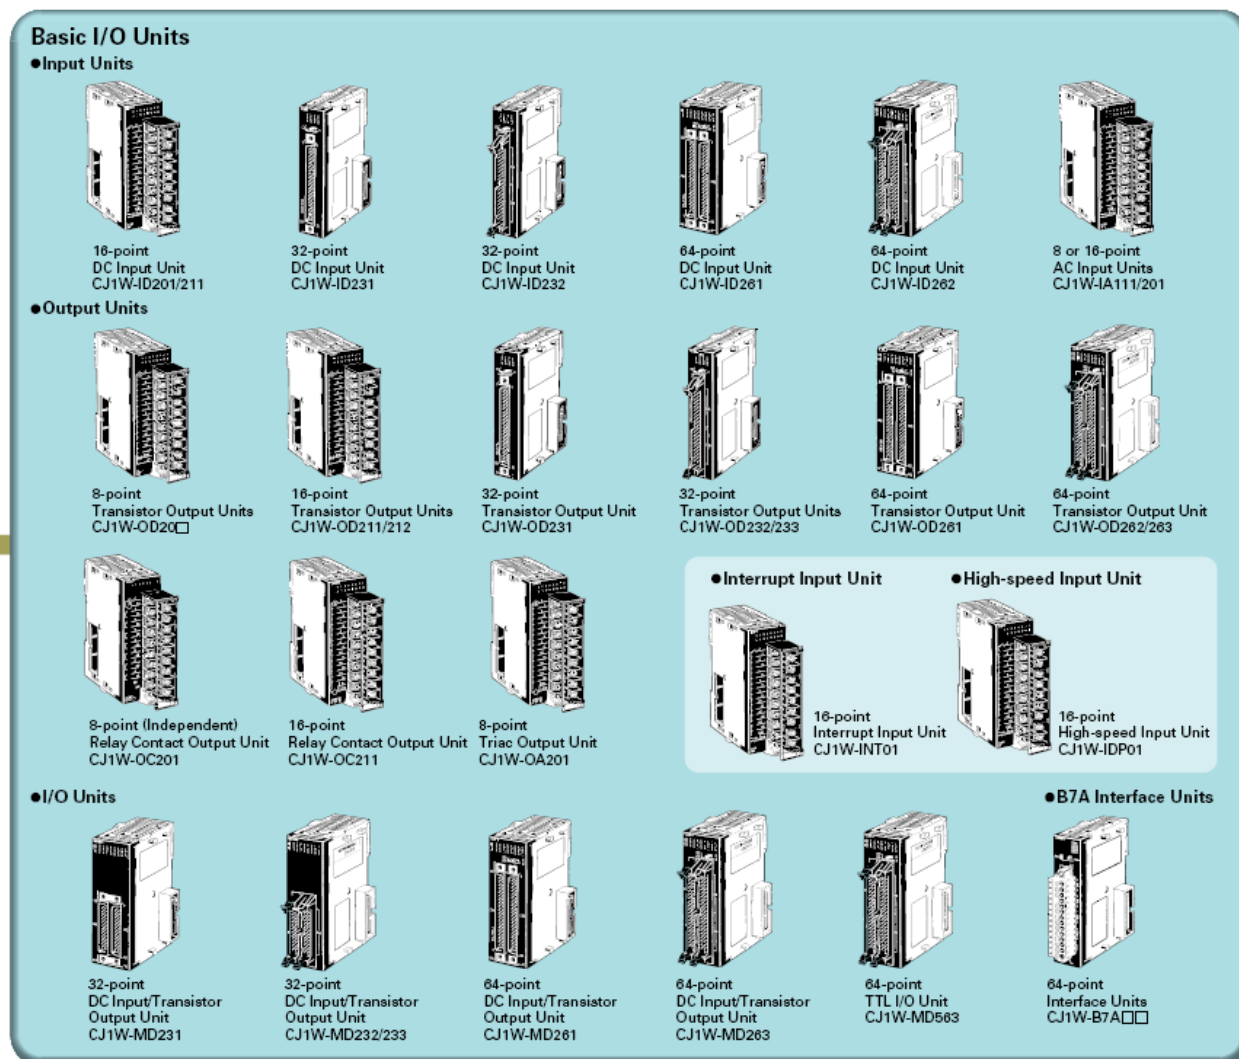 Basic I/O Units
●Input Units
16-point
DC Input Unit
CJ1W-ID201/211
32-point
DC Input Unit
CJ1W-ID231
32-point
DC Input Unit
CJ1W-ID232
64-point
DC Input Unit
CJ1W-ID261
64-point
DC Input Unit
CJ1W-ID262
8 or 16-point
AC Input Units
CJ1W-IA111/201
●Output Units
8-point
Transistor Output Units
CJ1W-OD20□
16-point
Transistor Output Units
CJ1W-OD211/212
32-point
Transistor Output Unit
CJ1W-OD231
32-point
Transistor Output Units
CJ1W-OD232/233
64-point
Transistor Output Unit
CJ1W-OD261
64-point
Transistor Output Unit
CJ1W-OD262/263
8-point (Independent)
Relay Contact Output Unit
CJ1W-OC201
16-point
Relay Contact Output Unit
CJ1W-OC211
8-point
Triac Output Unit
CJ1W-OA201
●Interrupt Input Unit
16-point
Interrupt Input Unit
CJ1W-INT01
●High-speed Input Unit
16-point
High-speed Input Unit
CJ1W-IDP01
●I/O Units
32-point
DC Input/Transistor
Output Unit
CJ1W-MD231
32-point
DC Input/Transistor
Output Unit
CJ1W-MD232/233
64-point
DC Input/Transistor
Output Unit
CJ1W-MD261
64-point
DC Input/Transistor
Output Unit
CJ1W-MD263
64-point
TTL I/O Unit
CJ1W-MD563
●B7A Interface Units
64-point
Interface Units
CJ1W-B7A□□